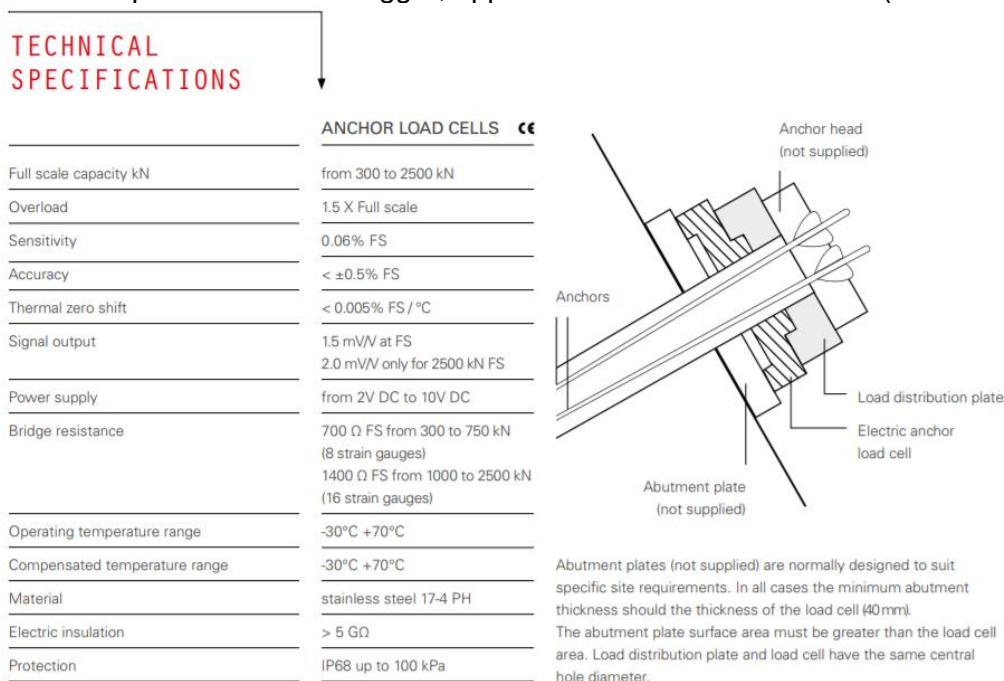 TECHNICAL
SPECIFICATIONS
ANCHOR LOAD CELLS CE
Full scale capacity kN from 300 to 2500 kN
Overload 1.5 X Full scale
Sensitivity 0.06% FS
Accuracy < ±0.5% FS
Thermal zero shift < 0.005% FS / °C
Signal output 1.5 mV/V at FS
2.0 mV/V only for 2500 kN FS
Power supply from 2V DC to 10V DC
Bridge resistance 700 Ω FS from 300 to 750 kN
(8 strain gauges)
1400 Ω FS from 1000 to 2500 kN
(16 strain gauges)
Operating temperature range -30°C +70°C
Compensated temperature range -30°C +70°C
Material stainless steel 17-4 PH
Electric insulation > 5 GΩ
Protection IP68 up to 100 kPa
Anchor head
(not supplied)
Anchors
Load distribution plate
Electric anchor
load cell
Abutment plate
(not supplied)
Abutment plates (not supplied) are normally designed to suit
specific site requirements. In all cases the minimum abutment
thickness should the thickness of the load cell (40 mm).
The abutment plate surface area must be greater than the load cell
area. Load distribution plate and load cell have the same central
hole diameter.